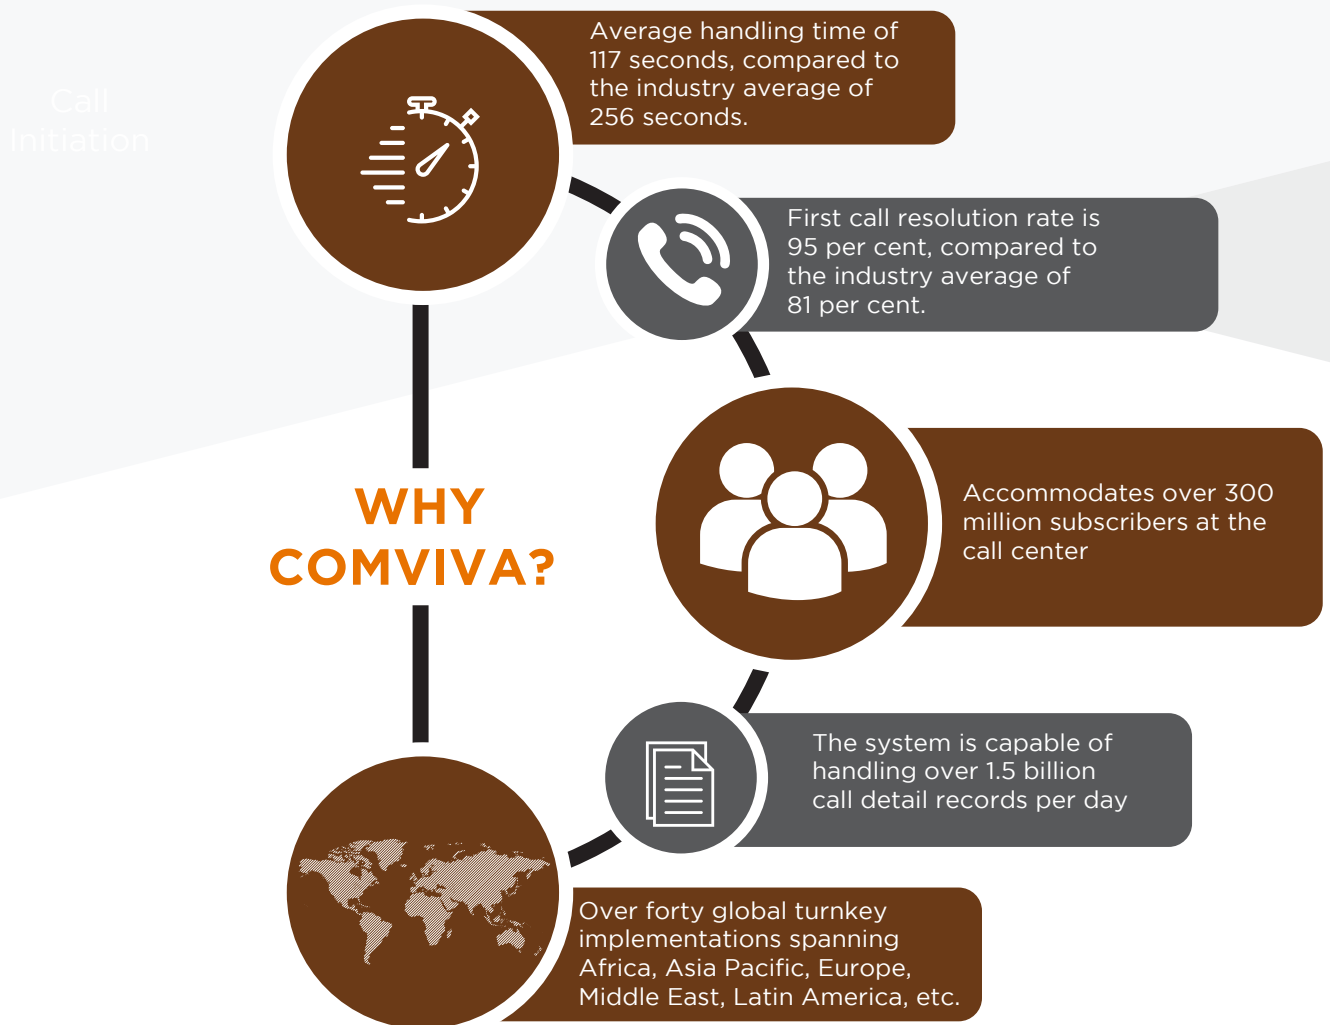 Call
Initiation
Average handling time of
117 seconds, compared to
the industry average of
256 seconds.
First call resolution rate is
95 per cent, compared to
the industry average of
81 per cent.
WHY
COMVIVA?
Accommodates over 300
million subscribers at the
call center
The system is capable of
handling over 1.5 billion
call detail records per day
Over forty global turnkey
implementations spanning
Africa, Asia Pacific, Europe,
Middle East, Latin America, etc.